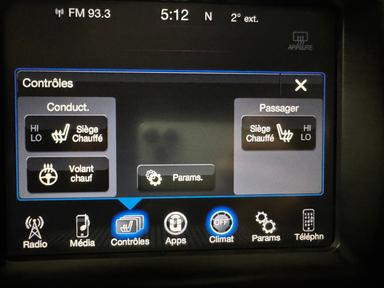 FM 93.3 5:12 N 2° ext.
ARRIÈRE
Contrôles
Conduct. Passager
HI Siège
LO Chauffé
Siège HI
Chauffé LO
Volant
chauf
Params.
OFF
Radio Média Contrôles Apps Climat Params Téléphn